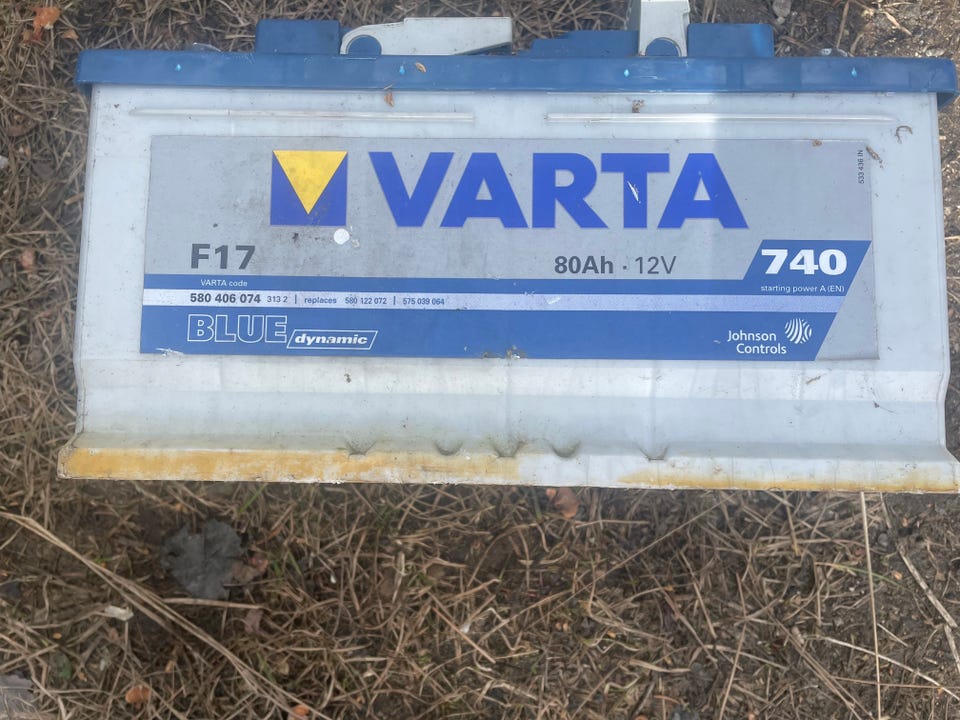 VARTA
533 436 IN
F17
80Ah · 12V
740
VARTA code
starting power A (EN)
580 406 074 313 2 | replaces 580 122 072 | 575 039 064
BLUE dynamic
Johnson
Controls